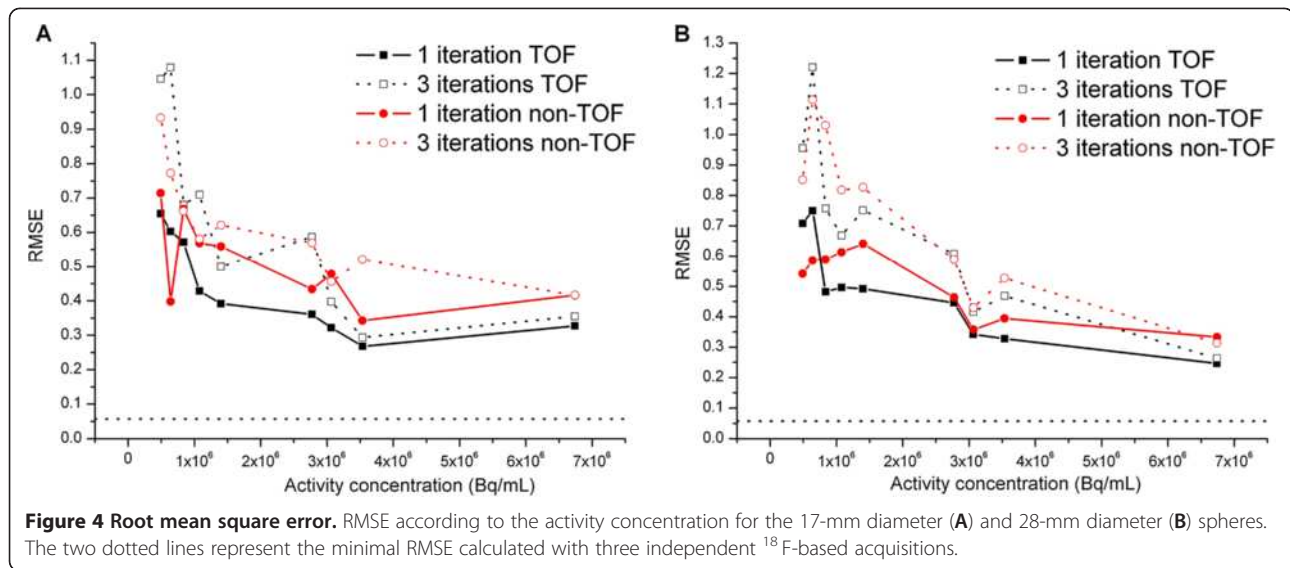 A
1 iteration TOF
3 iterations TOF
1 iteration non-TOF
3 iterations non-TOF
RMSE
1.1
1.0
0.9
0.8
0.7
0.6
0.5
0.4
0.3
0.2
0.1
0.0
0 1x10⁶ 2x10⁶ 3x10⁶ 4x10⁶ 5x10⁶ 6x10⁶ 7x10⁶
Activity concentration (Bq/mL)
B
1 iteration TOF
3 iterations TOF
1 iteration non-TOF
3 iterations non-TOF
RMSE
1.3
1.2
1.1
1.0
0.9
0.8
0.7
0.6
0.5
0.4
0.3
0.2
0.1
0.0
0 1x10⁶ 2x10⁶ 3x10⁶ 4x10⁶ 5x10⁶ 6x10⁶ 7x10⁶
Activity concentration (Bq/mL)
Figure 4 Root mean square error. RMSE according to the activity concentration for the 17-mm diameter (A) and 28-mm diameter (B) spheres.
The two dotted lines represent the minimal RMSE calculated with three independent ¹⁸F-based acquisitions.